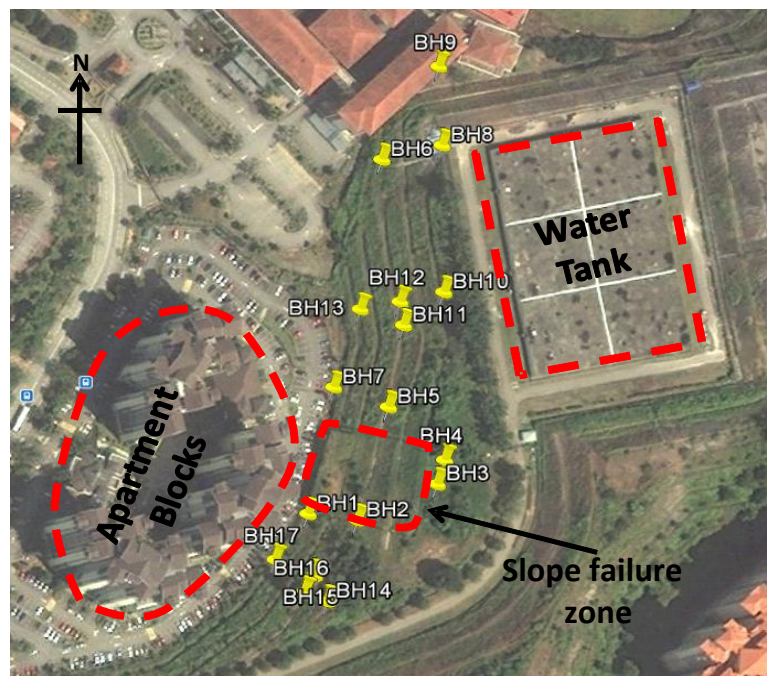 BH9
N
BH8
BH6
Water
Tank
BH12
BH10
BH13
BH11
BH7
BH5
Apartment
Blocks
BH4
BH3
BH1
BH2
BH17
BH16
BH15
BH14
Slope failure
zone